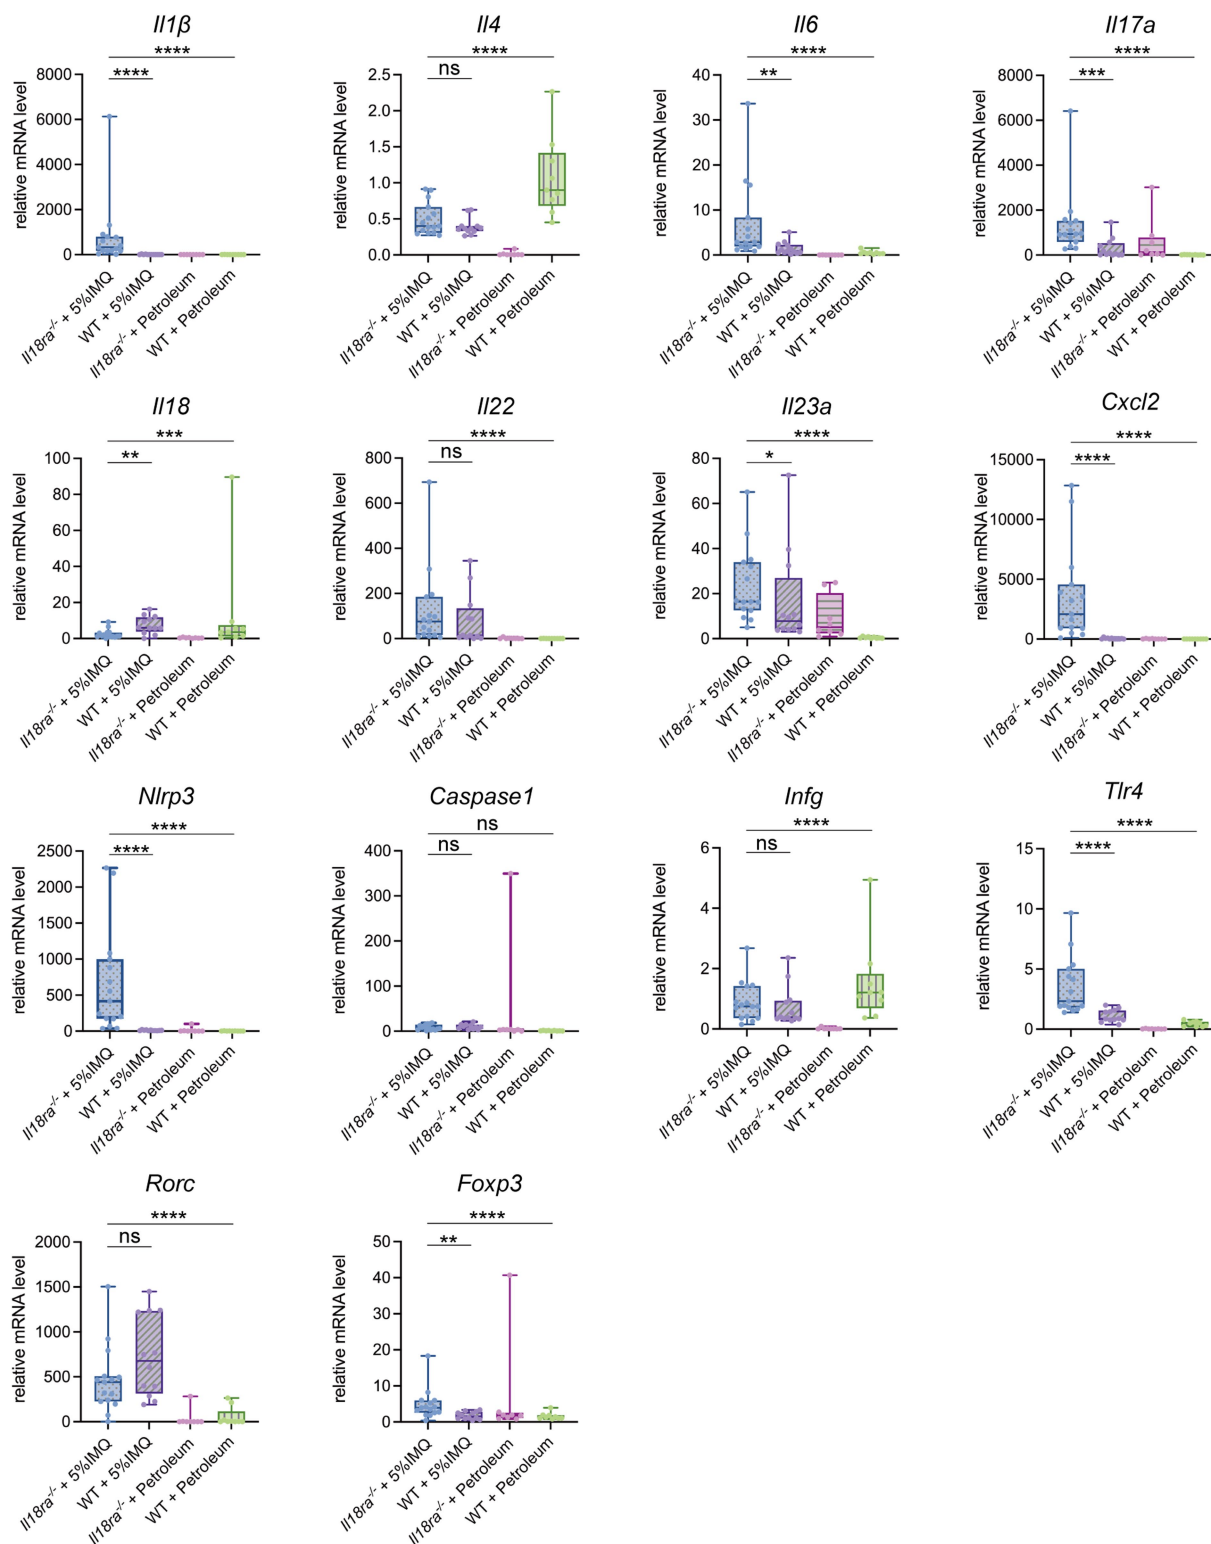 Il1β
****
****
relative mRNA level
8000
6000
4000
2000
0
Il18ra-/- + 5%IMQ
WT + 5%IMQ
Il18ra-/- + Petroleum
WT + Petroleum
Il4
****
ns
relative mRNA level
2.5
2.0
1.5
1.0
0.5
0.0
Il18ra-/- + 5%IMQ
WT + 5%IMQ
Il18ra-/- + Petroleum
WT + Petroleum
Il6
****
**
relative mRNA level
40
30
20
10
0
Il18ra-/- + 5%IMQ
WT + 5%IMQ
Il18ra-/- + Petroleum
WT + Petroleum
Il17a
****
***
relative mRNA level
8000
6000
4000
2000
0
Il18ra-/- + 5%IMQ
WT + 5%IMQ
Il18ra-/- + Petroleum
WT + Petroleum
Il18
***
**
relative mRNA level
100
80
60
40
20
0
Il18ra-/- + 5%IMQ
WT + 5%IMQ
Il18ra-/- + Petroleum
WT + Petroleum
Il22
****
ns
relative mRNA level
800
600
400
200
0
Il18ra-/- + 5%IMQ
WT + 5%IMQ
Il18ra-/- + Petroleum
WT + Petroleum
Il23a
****
*
relative mRNA level
80
60
40
20
0
Il18ra-/- + 5%IMQ
WT + 5%IMQ
Il18ra-/- + Petroleum
WT + Petroleum
Cxcl2
****
****
relative mRNA level
15000
10000
5000
0
Il18ra-/- + 5%IMQ
WT + 5%IMQ
Il18ra-/- + Petroleum
WT + Petroleum
Nlrp3
****
****
relative mRNA level
2500
2000
1500
1000
500
0
Il18ra-/- + 5%IMQ
WT + 5%IMQ
Il18ra-/- + Petroleum
WT + Petroleum
Caspase1
ns
ns
relative mRNA level
400
300
200
100
0
Il18ra-/- + 5%IMQ
WT + 5%IMQ
Il18ra-/- + Petroleum
WT + Petroleum
Infg
****
ns
relative mRNA level
6
4
2
0
Il18ra-/- + 5%IMQ
WT + 5%IMQ
Il18ra-/- + Petroleum
WT + Petroleum
Tlr4
****
****
relative mRNA level
15
10
5
0
Il18ra-/- + 5%IMQ
WT + 5%IMQ
Il18ra-/- + Petroleum
WT + Petroleum
Rorc
****
ns
relative mRNA level
2000
1500
1000
500
0
Il18ra-/- + 5%IMQ
WT + 5%IMQ
Il18ra-/- + Petroleum
WT + Petroleum
Foxp3
****
**
relative mRNA level
50
40
30
20
10
0
Il18ra-/- + 5%IMQ
WT + 5%IMQ
Il18ra-/- + Petroleum
WT + Petroleum